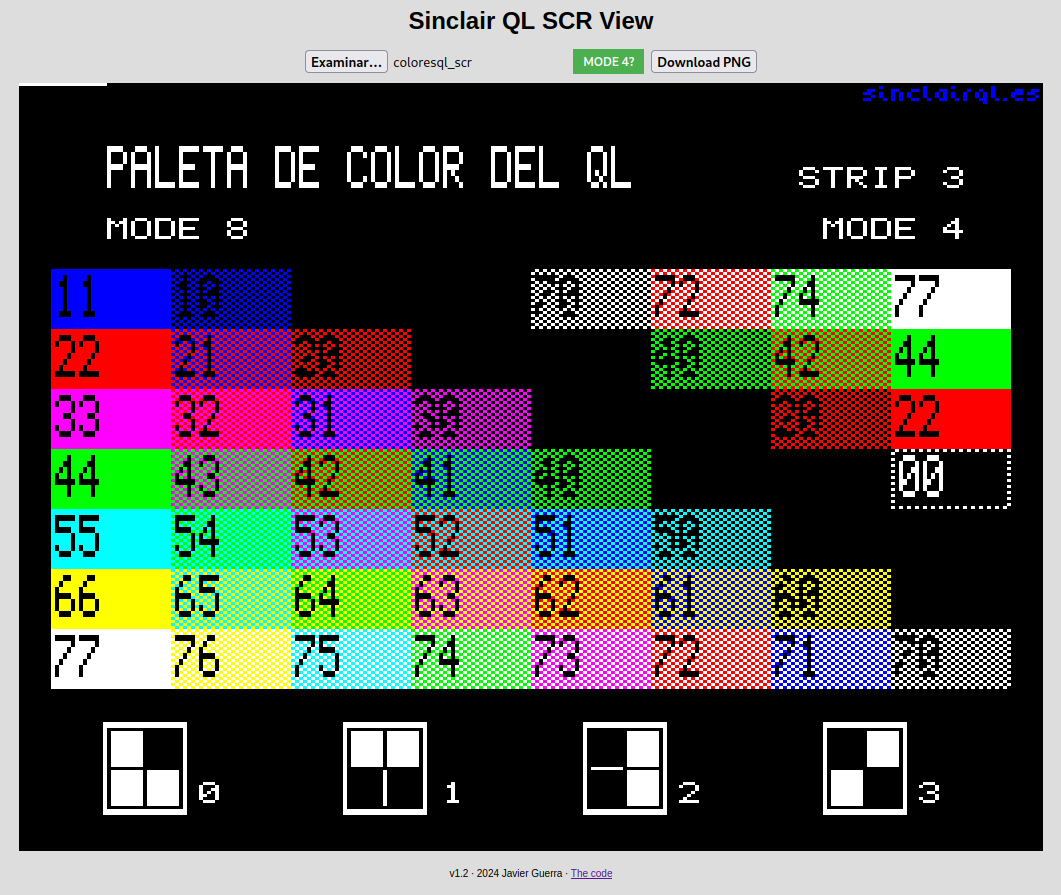 Sinclair QL SCR View
Examinar... coloresql_scr MODE 4? Download PNG
sinclairql.es
PALETA DE COLOR DEL QL
STRIP 3
MODE 8 MODE 4
11 10 70 72 74 77
22 21 20 40 42 44
33 32 31 30 20 22
44 43 42 41 40 00
55 54 53 52 51 50
66 65 64 63 62 61 60
77 76 75 74 73 72 71 70
0 1 2 3
v1.2 · 2024 Javier Guerra · The code